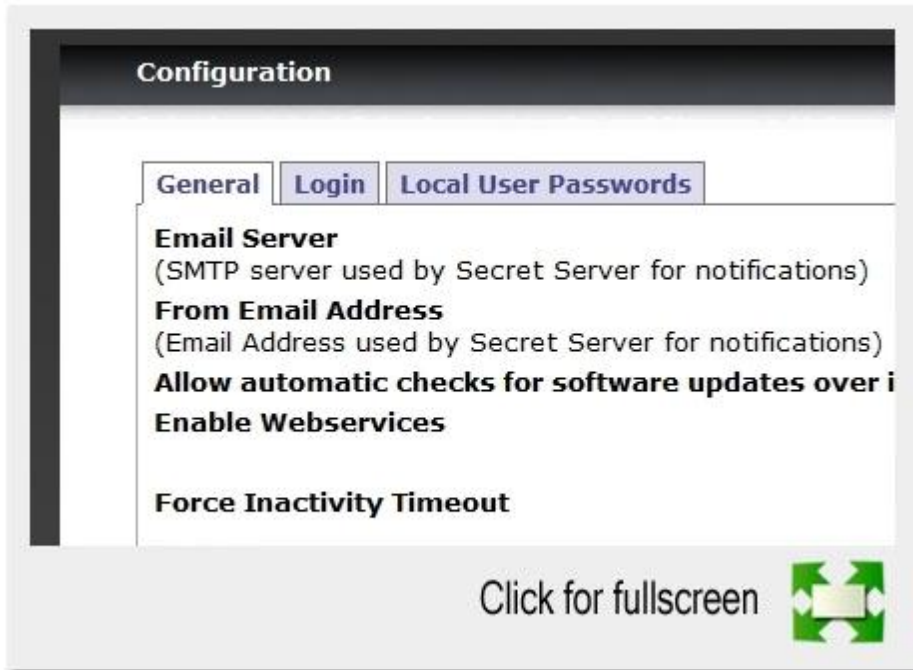 Configuration
General Login Local User Passwords
Email Server
(SMTP server used by Secret Server for notifications)
From Email Address
(Email Address used by Secret Server for notifications)
Allow automatic checks for software updates over i
Enable Webservices
Force Inactivity Timeout
Click for fullscreen